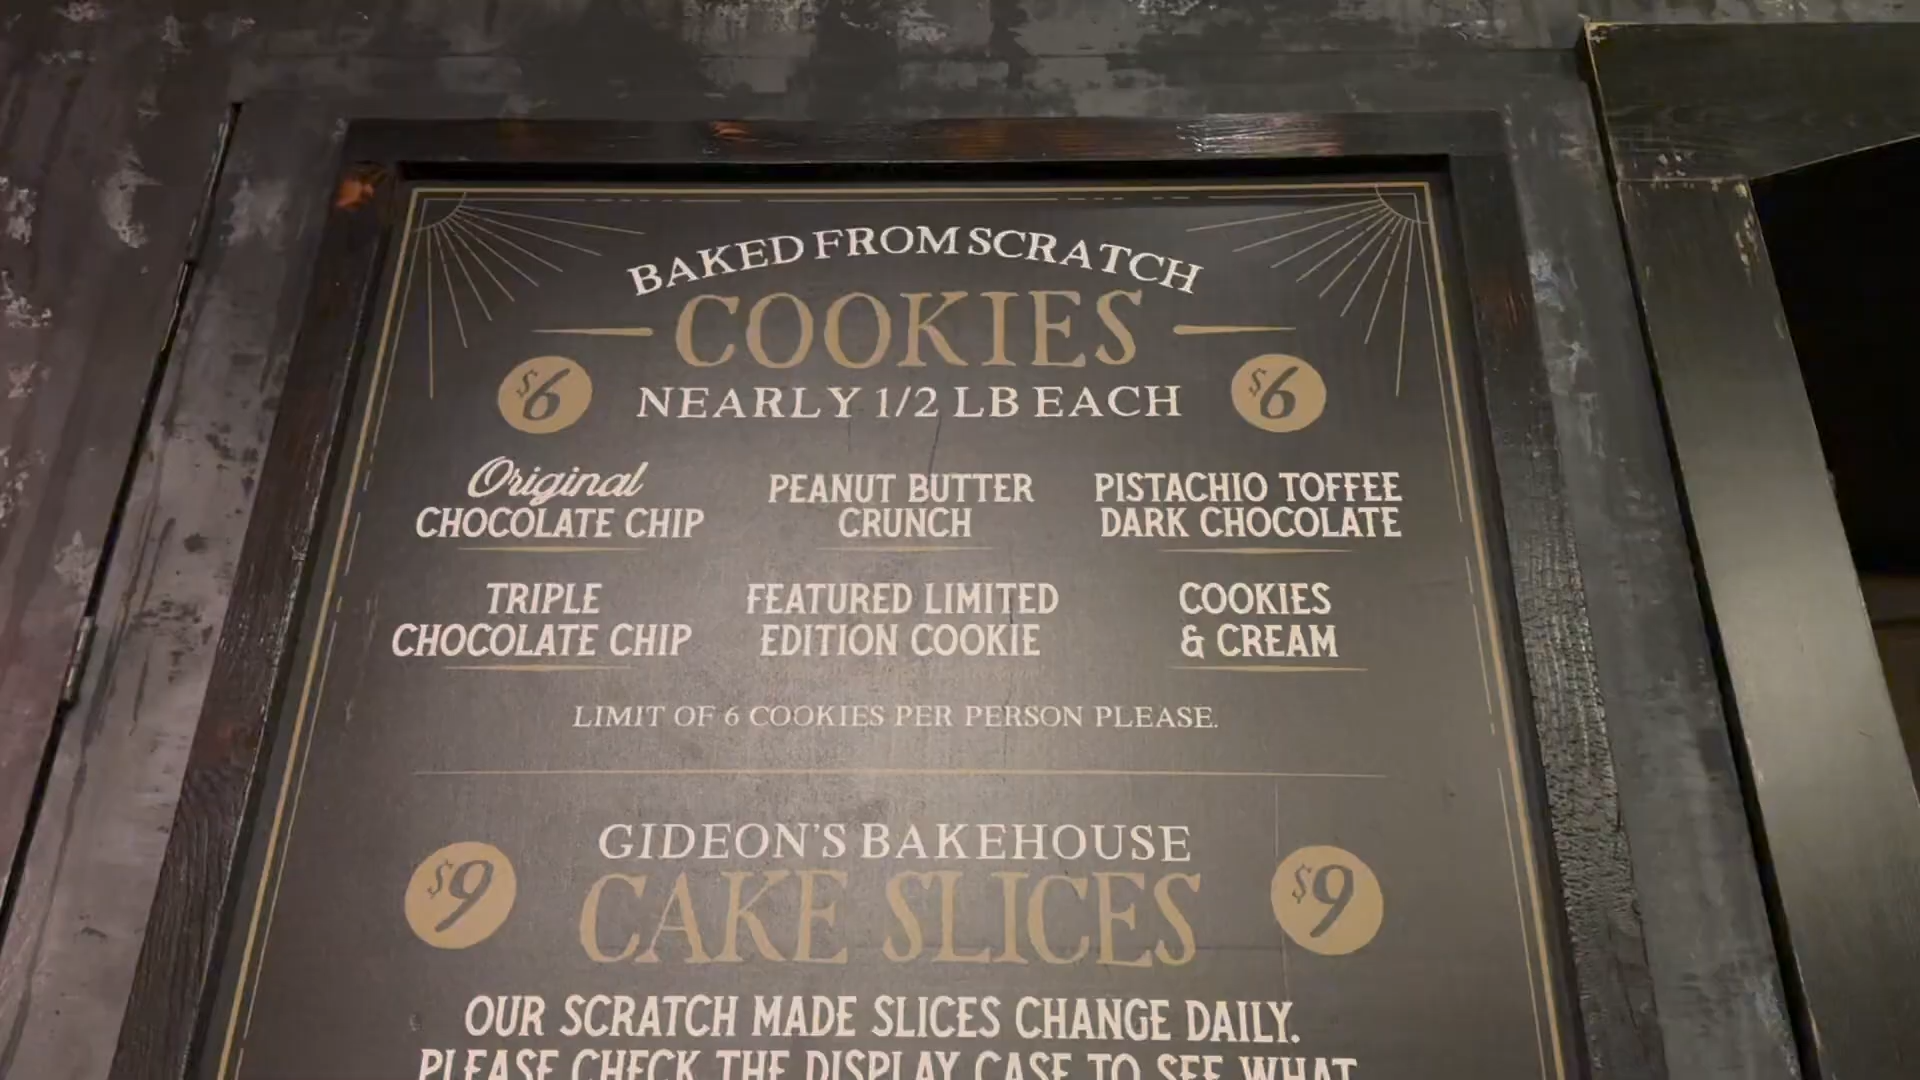 BAKED FROM SCRATCH
COOKIES
$6 NEARLY 1/2 LB EACH $6
Original CHOCOLATE CHIP
PEANUT BUTTER CRUNCH
PISTACHIO TOFFEE DARK CHOCOLATE
TRIPLE CHOCOLATE CHIP
FEATURED LIMITED EDITION COOKIE
COOKIES & CREAM
LIMIT OF 6 COOKIES PER PERSON PLEASE.
GIDEON'S BAKEHOUSE
$9 CAKE SLICES $9
OUR SCRATCH MADE SLICES CHANGE DAILY.
PLEASE CHECK THE DISPLAY CASE TO SEE WHAT